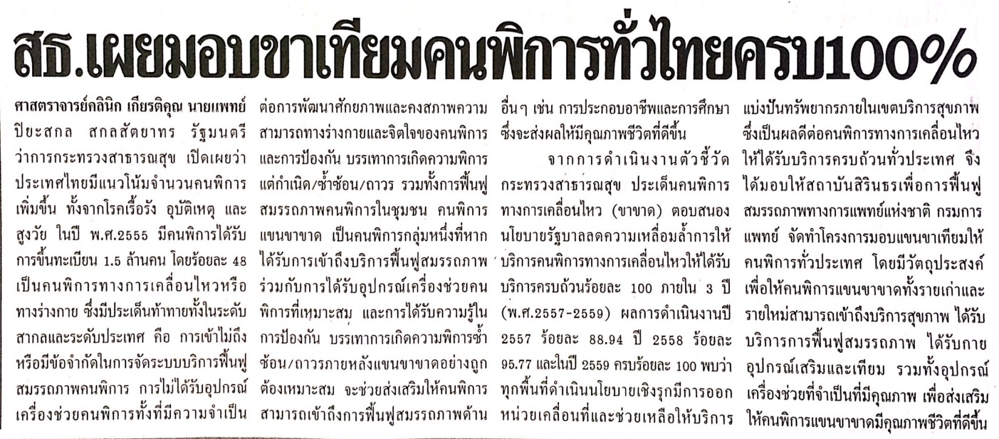 สธ.เผยมอบขาเทียมคนพิการทั่วไทยครบ100%
ศาสตราจารย์คลินิก เกียรติคุณ นายแพทย์
ปิยะสกล สกลสัตยาทร รัฐมนตรี
ว่าการกระทรวงสาธารณสุข เปิดเผยว่า
ประเทศไทยมีแนวโน้มจำนวนคนพิการ
เพิ่มขึ้น ทั้งจากโรคเรื้อรัง อุบัติเหตุ และ
สูงวัย ในปี พ.ศ.2555 มีคนพิการได้รับ
การขึ้นทะเบียน 1.5 ล้านคน โดยร้อยละ 48
เป็นคนพิการทางการเคลื่อนไหวหรือ
ทางร่างกาย ซึ่งมีประเด็นท้าทายทั้งในระดับ
สากลและระดับประเทศ คือ การเข้าไม่ถึง
หรือมีข้อจำกัดในการจัดระบบบริการฟื้นฟู
สมรรถภาพคนพิการ การไม่ได้รับอุปกรณ์
เครื่องช่วยคนพิการทั้งที่มีความจำเป็น
ต่อการพัฒนาศักยภาพและคงสภาพความ
สามารถทางร่างกายและจิตใจของคนพิการ
และการป้องกัน บรรเทาการเกิดความพิการ
แต่กำเนิด/ซ้ำซ้อน/ถาวร รวมทั้งการฟื้นฟู
สมรรถภาพคนพิการในชุมชน คนพิการ
แขนขาขาด เป็นคนพิการกลุ่มหนึ่งที่หาก
ได้รับการเข้าถึงบริการฟื้นฟูสมรรถภาพ
ร่วมกับการได้รับอุปกรณ์เครื่องช่วยคน
พิการที่เหมาะสม และการได้รับความรู้ใน
การป้องกัน บรรเทาการเกิดความพิการซ้ำ
ซ้อน/ถาวรภายหลังแขนขาขาดอย่างถูก
ต้องเหมาะสม จะช่วยส่งเสริมให้คนพิการ
สามารถเข้าถึงการฟื้นฟูสมรรถภาพด้าน
อื่นๆ เช่น การประกอบอาชีพและการศึกษา
ซึ่งจะส่งผลให้มีคุณภาพชีวิตที่ดีขึ้น
จากการดำเนินงานตัวชี้วัด
กระทรวงสาธารณสุข ประเด็นคนพิการ
ทางการเคลื่อนไหว (ขาขาด) ตอบสนอง
นโยบายรัฐบาลลดความเหลื่อมล้ำการให้
บริการคนพิการทางการเคลื่อนไหวให้ได้รับ
บริการครบถ้วนร้อยละ 100 ภายใน 3 ปี
(พ.ศ.2557-2559) ผลการดำเนินงานปี
2557 ร้อยละ 88.94 ปี 2558 ร้อยละ
95.77 และในปี 2559 ครบร้อยละ 100 พบว่า
ทุกพื้นที่ดำเนินนโยบายเชิงรุกมีการออก
หน่วยเคลื่อนที่และช่วยเหลือให้บริการ
แบ่งปันทรัพยากรภายในเขตบริการสุขภาพ
ซึ่งเป็นผลดีต่อคนพิการทางการเคลื่อนไหว
ให้ได้รับบริการครบถ้วนทั่วประเทศ จึง
ได้มอบให้สถาบันสิรินธรเพื่อการฟื้นฟู
สมรรถภาพทางการแพทย์แห่งชาติ กรมการ
แพทย์ จัดทำโครงการมอบแขนขาเทียมให้
คนพิการทั่วประเทศ โดยมีวัตถุประสงค์
เพื่อให้คนพิการแขนขาขาดทั้งรายเก่าและ
รายใหม่สามารถเข้าถึงบริการสุขภาพ ได้รับ
บริการการฟื้นฟูสมรรถภาพ ได้รับกาย
อุปกรณ์เสริมและเทียม รวมทั้งอุปกรณ์
เครื่องช่วยที่จำเป็นที่มีคุณภาพ เพื่อส่งเสริม
ให้คนพิการแขนขาขาดมีคุณภาพชีวิตที่ดีขึ้น